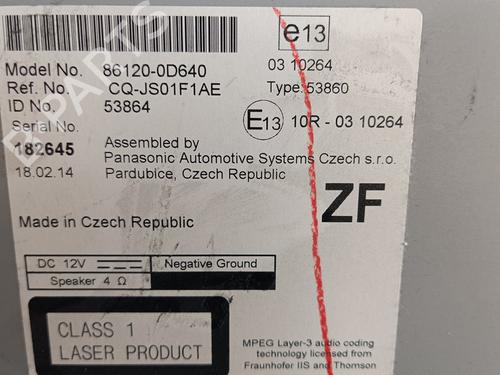 e13
Model No. 86120-0D640
03 10264
Ref. No. CQ-JS01F1AE
Type: 53860
ID No. 53864
E13 10R - 03 10264
Serial No.
182645
Assembled by
Panasonic Automotive Systems Czech s.r.o.
18.02.14
Pardubice, Czech Republic
ZF
Made in Czech Republic
DC 12V
Negative Ground
Speaker 4 Ω
CLASS 1
LASER PRODUCT
MPEG Layer-3 audio coding
technology licensed from
Fraunhofer IIS and Thomson
B-PARTS